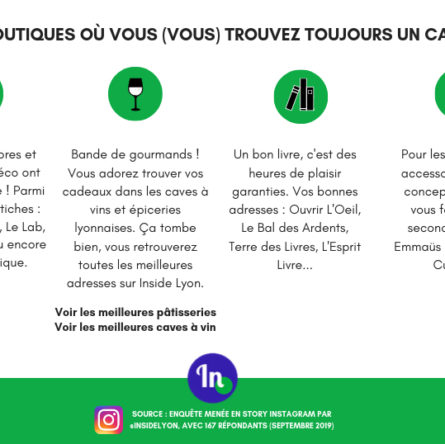 OUTIQUES OÙ VOUS (VOUS) TROUVEZ TOUJOURS UN CA
bres et
éco ont
e ! Parmi
tiches :
, Le Lab,
u encore
ique.
Bande de gourmands !
Vous adorez trouver vos
cadeaux dans les caves à
vins et épiceries
lyonnaises. Ça tombe
bien, vous retrouverez
toutes les meilleures
adresses sur Inside Lyon.
Voir les meilleures pâtisseries
Voir les meilleures caves à vin
Un bon livre, c'est des
heures de plaisir
garanties. Vos bonnes
adresses : Ouvrir L'Oeil,
Le Bal des Ardents,
Terre des Livres, L'Esprit
Livre...
Pour les
accesso
concep
vous f
second
Emmaüs
Cu
In
SOURCE : ENQUÊTE MENÉE EN STORY INSTAGRAM PAR
@INSIDELYON, AVEC 167 RÉPONDANTS (SEPTEMBRE 2019)